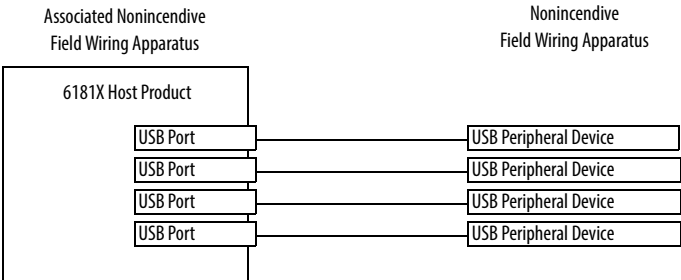 Associated Nonincendive
Field Wiring Apparatus
Nonincendive
Field Wiring Apparatus
6181X Host Product
USB Port
USB Peripheral Device
USB Port
USB Peripheral Device
USB Port
USB Peripheral Device
USB Port
USB Peripheral Device